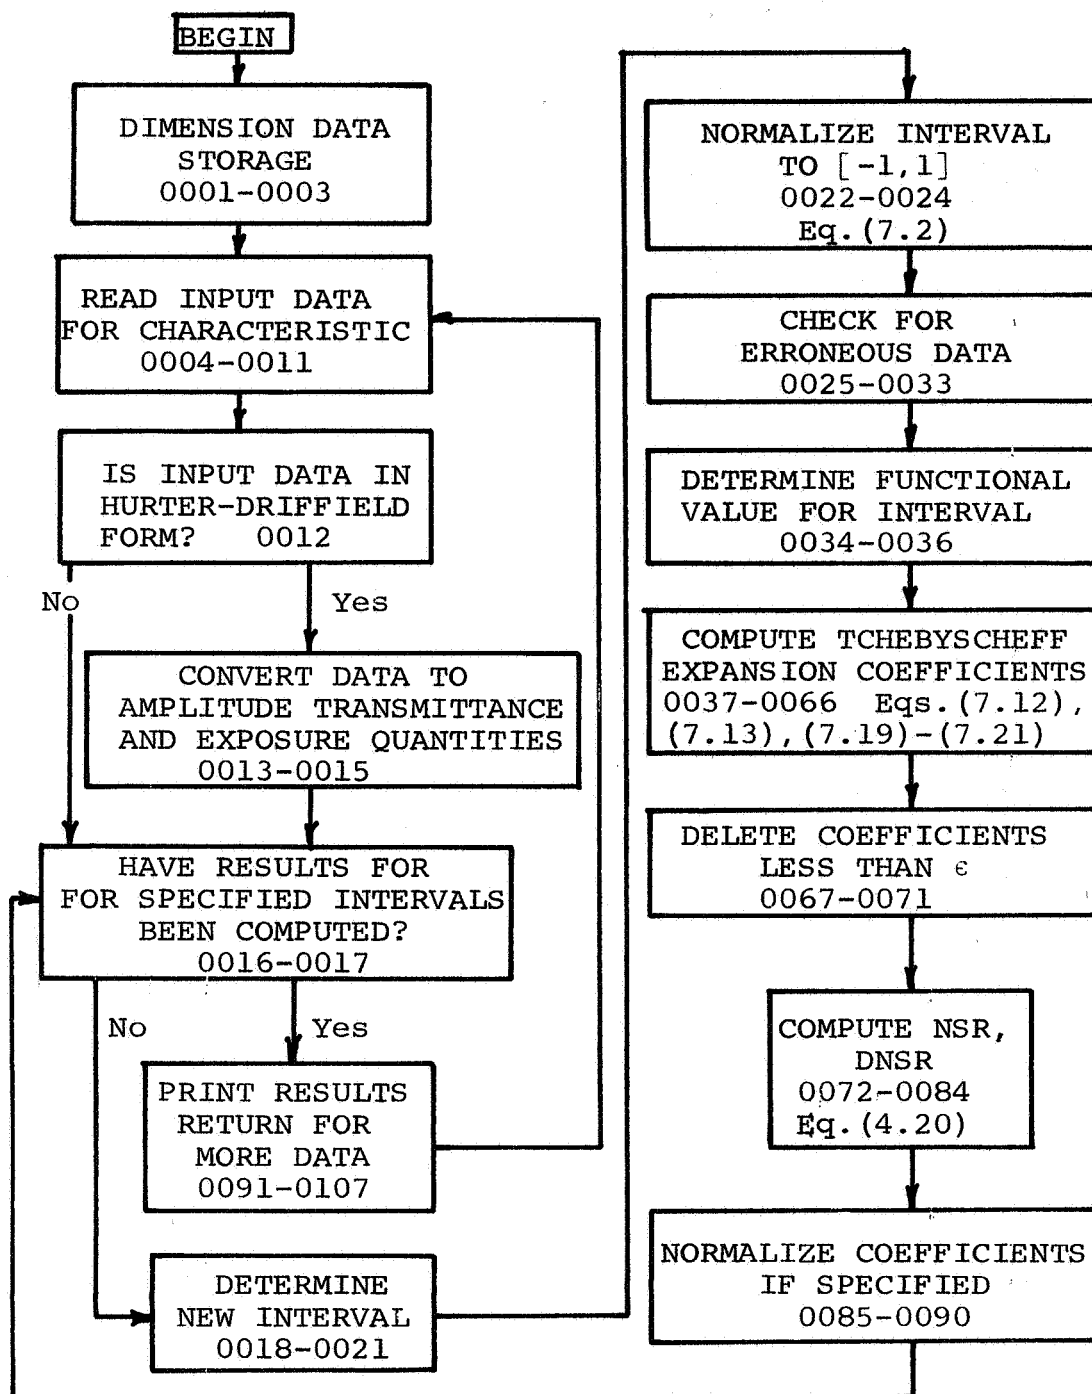 BEGIN
DIMENSION DATA
STORAGE
0001-0003
READ INPUT DATA
FOR CHARACTERISTIC
0004-0011
IS INPUT DATA IN
HURTER-DRIFFIELD
FORM? 0012
No
Yes
CONVERT DATA TO
AMPLITUDE TRANSMITTANCE
AND EXPOSURE QUANTITIES
0013-0015
HAVE RESULTS FOR
FOR SPECIFIED INTERVALS
BEEN COMPUTED?
0016-0017
No
Yes
PRINT RESULTS
RETURN FOR
MORE DATA
0091-0107
DETERMINE
NEW INTERVAL
0018-0021
NORMALIZE INTERVAL
TO [-1,1]
0022-0024
Eq.(7.2)
CHECK FOR
ERRONEOUS DATA
0025-0033
DETERMINE FUNCTIONAL
VALUE FOR INTERVAL
0034-0036
COMPUTE TCHEBYSCHEFF
EXPANSION COEFFICIENTS
0037-0066 Eqs.(7.12),
(7.13),(7.19)-(7.21)
DELETE COEFFICIENTS
LESS THAN ϵ
0067-0071
COMPUTE NSR,
DNSR
0072-0084
Eq.(4.20)
NORMALIZE COEFFICIENTS
IF SPECIFIED
0085-0090